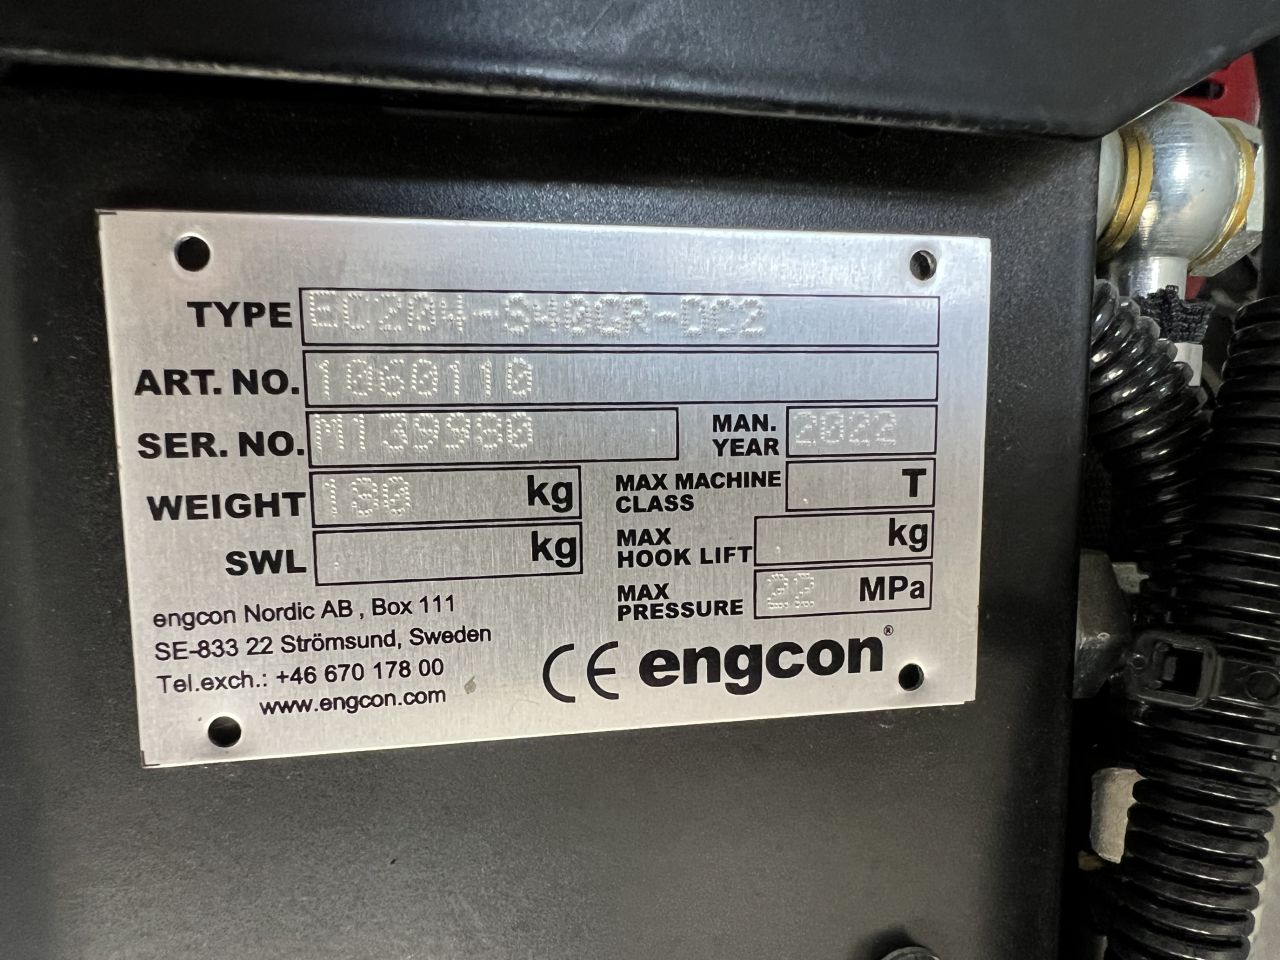 TYPE EC204-S40CR-DC2
ART. NO. 1060110
SER. NO. M139980 MAN. YEAR 2022
WEIGHT 180 kg MAX MACHINE CLASS T
SWL kg MAX HOOK LIFT kg
MAX PRESSURE 22 MPa
engcon Nordic AB , Box 111
SE-833 22 Strömsund, Sweden
Tel.exch.: +46 670 178 00
www.engcon.com
CE engcon®